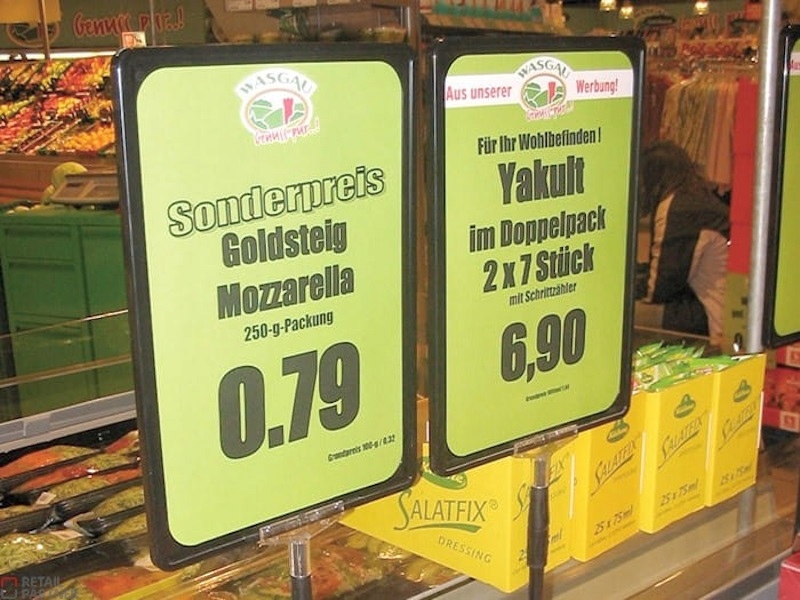 Genuss pur..!
WASGAU
Genuss pur..!
Sonderpreis
Goldsteig
Mozzarella
250-g-Packung
0.79
Grundpreis 100-g / 0,32
Aus unserer
WASGAU
Werbung!
Für Ihr Wohlbefinden !
Yakult
im Doppelpack
2 x 7 Stück
mit Schrittzähler
6,90
SALATFIX®
DRESSING
SALATFIX
25 x 75 ml
SALATFIX
25 x 75 ml
SALATFIX
25 x 75 ml
RETAIL